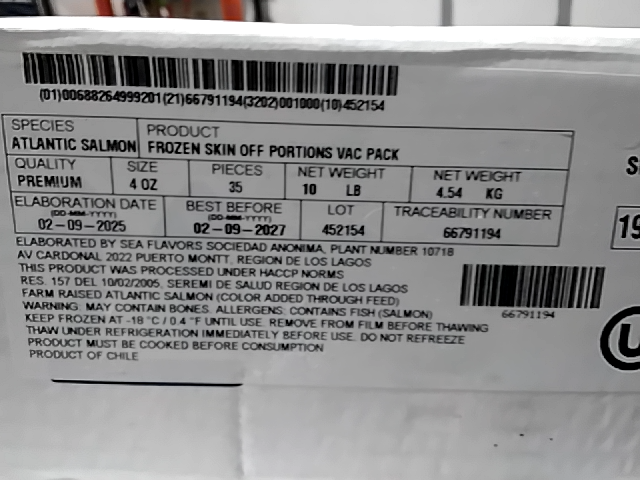 (01)00688264999201(21)66791194(3202)001000(10)452154
SPECIES PRODUCT
ATLANTIC SALMON FROZEN SKIN OFF PORTIONS VAC PACK
QUALITY SIZE PIECES NET WEIGHT NET WEIGHT
PREMIUM 4 OZ 35 10 LB 4.54 KG
ELABORATION DATE BEST BEFORE LOT TRACEABILITY NUMBER
(DD-MM-YYYY) (DD-MM-YYYY)
02-09-2025 02-09-2027 452154 66791194
ELABORATED BY SEA FLAVORS SOCIEDAD ANONIMA, PLANT NUMBER 10718
AV CARDONAL 2022 PUERTO MONTT. REGION DE LOS LAGOS
THIS PRODUCT WAS PROCESSED UNDER HACCP NORMS
RES. 157 DEL 10/02/2005, SEREMI DE SALUD REGION DE LOS LAGOS
FARM RAISED ATLANTIC SALMON (COLOR ADDED THROUGH FEED)
WARNING: MAY CONTAIN BONES. ALLERGENS: CONTAINS FISH (SALMON)
KEEP FROZEN AT -18 °C / 0.4 °F UNTIL USE. REMOVE FROM FILM BEFORE THAWING
THAW UNDER REFRIGERATION IMMEDIATELY BEFORE USE. DO NOT REFREEZE
PRODUCT MUST BE COOKED BEFORE CONSUMPTION
PRODUCT OF CHILE
66791194
19
U